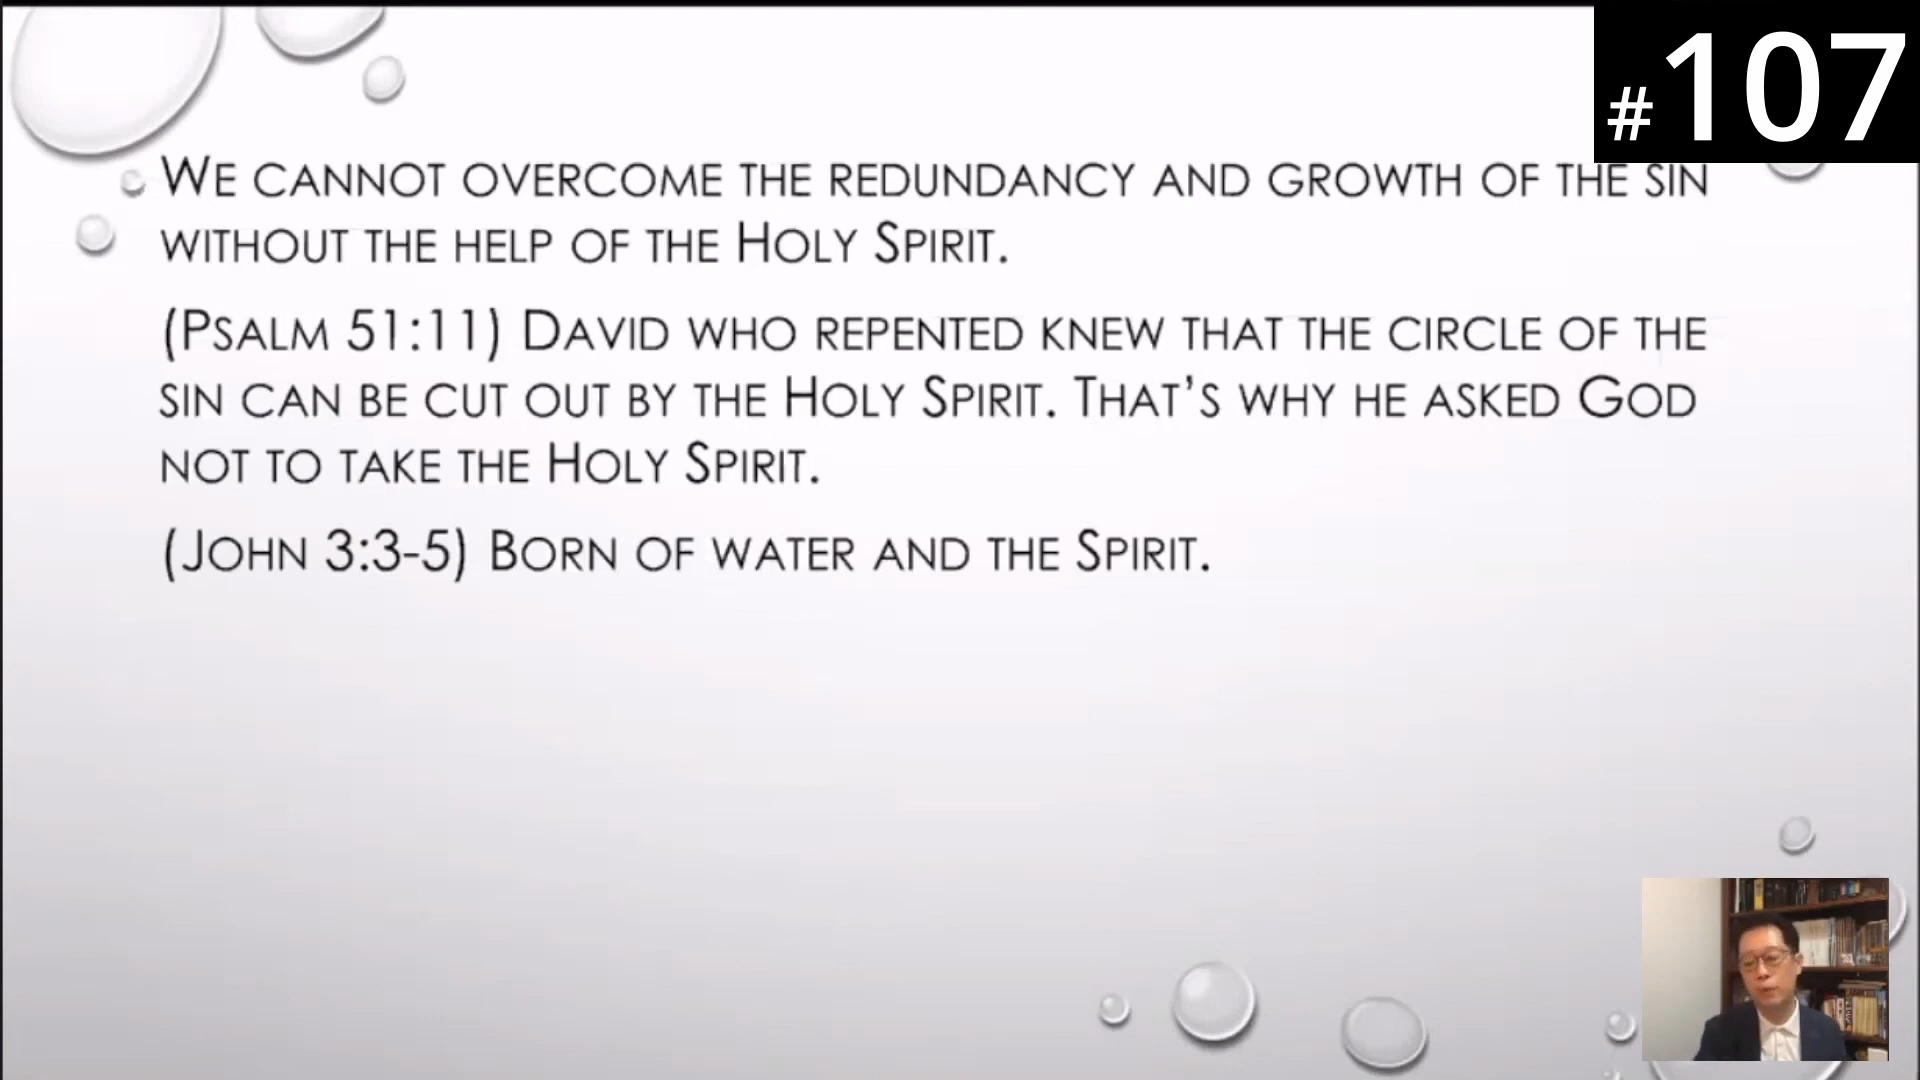 #107
We cannot overcome the redundancy and growth of the sin
without the help of the Holy Spirit.
(Psalm 51:11) David who repented knew that the circle of the
sin can be cut out by the Holy Spirit. That’s why he asked God
not to take the Holy Spirit.
(John 3:3-5) Born of water and the Spirit.